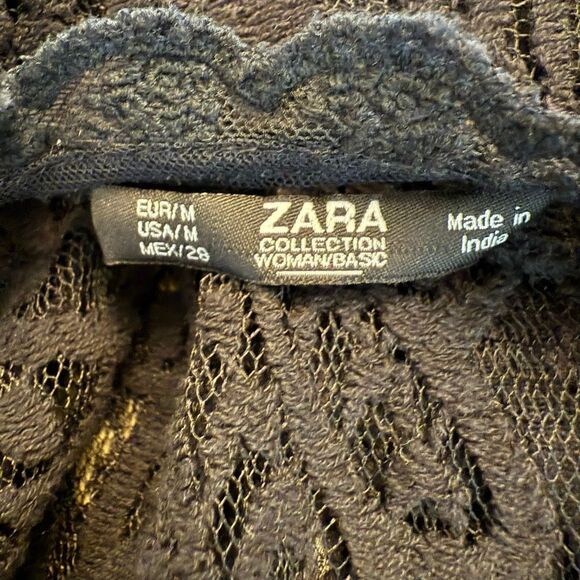 EUR/M
USA/M
MEX/28
ZARA
COLLECTION
WOMAN/BASIC
Made in
India